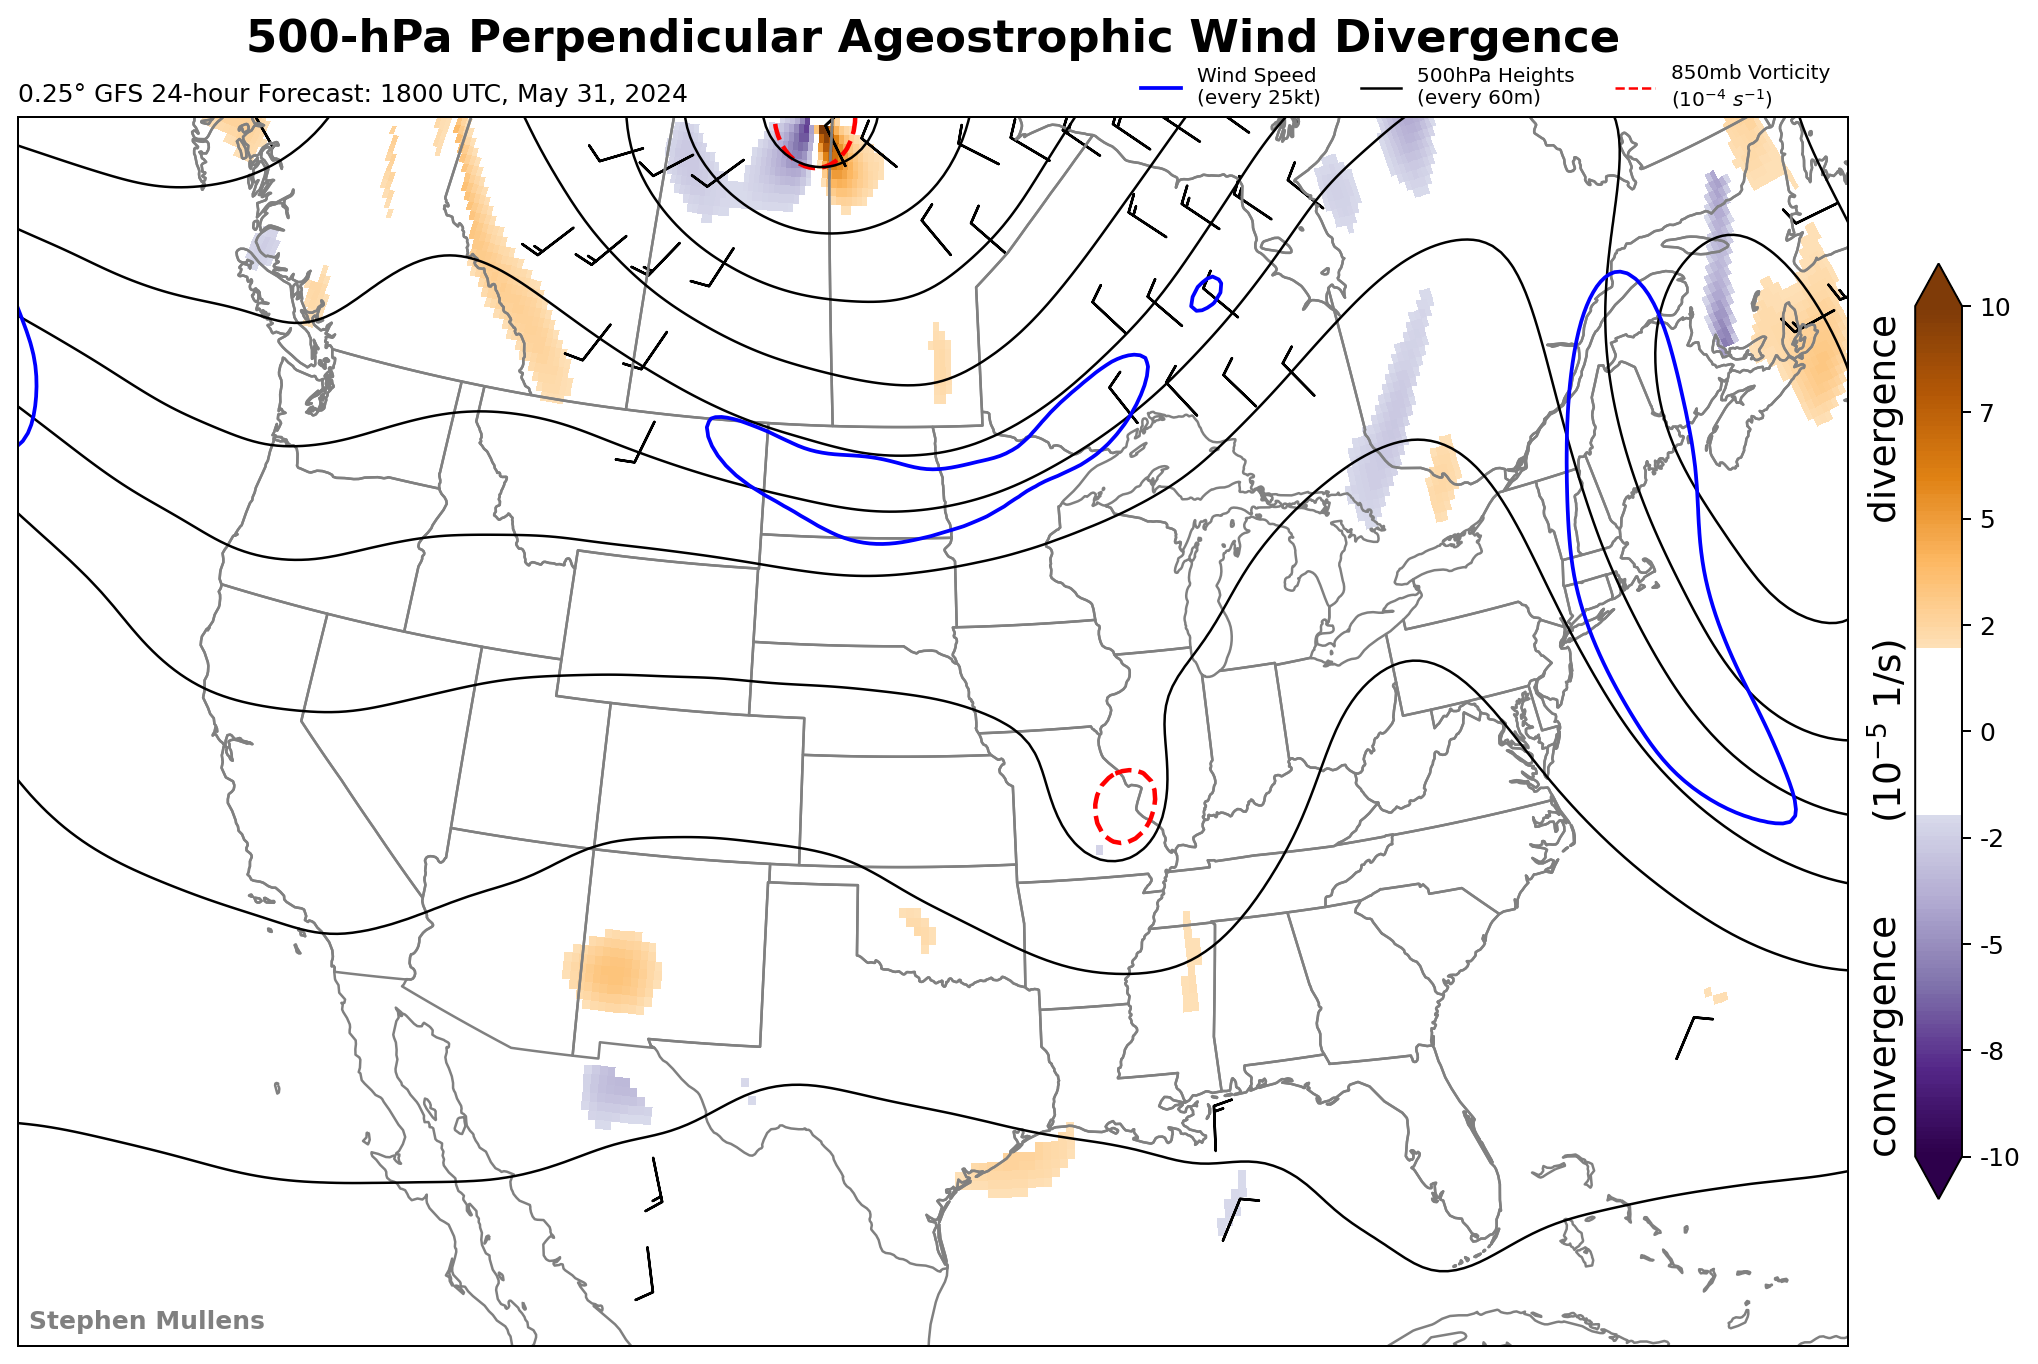 500-hPa Perpendicular Ageostrophic Wind Divergence
0.25° GFS 24-hour Forecast: 1800 UTC, May 31, 2024
Wind Speed
(every 25kt)
500hPa Heights
(every 60m)
850mb Vorticity
(10⁻⁴ s⁻¹)
10
7
5
2
0
-2
-5
-8
-10
convergence (10⁻⁵ 1/s) divergence
Stephen Mullens